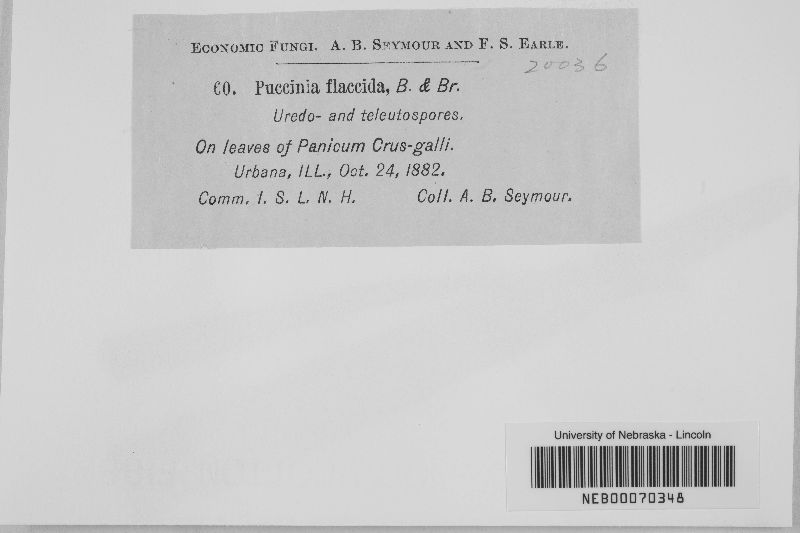 ECONOMIC FUNGI. A. B. SEYMOUR AND F. S. EARLE.
20036
60. Puccinia flaccida, B. & Br.
Uredo- and teleutospores.
On leaves of Panicum Crus-galli.
Urbana, ILL., Oct. 24, 1882.
Comm. I. S. L. N. H. Coll. A. B. Seymour.
University of Nebraska - Lincoln
NEB00070348